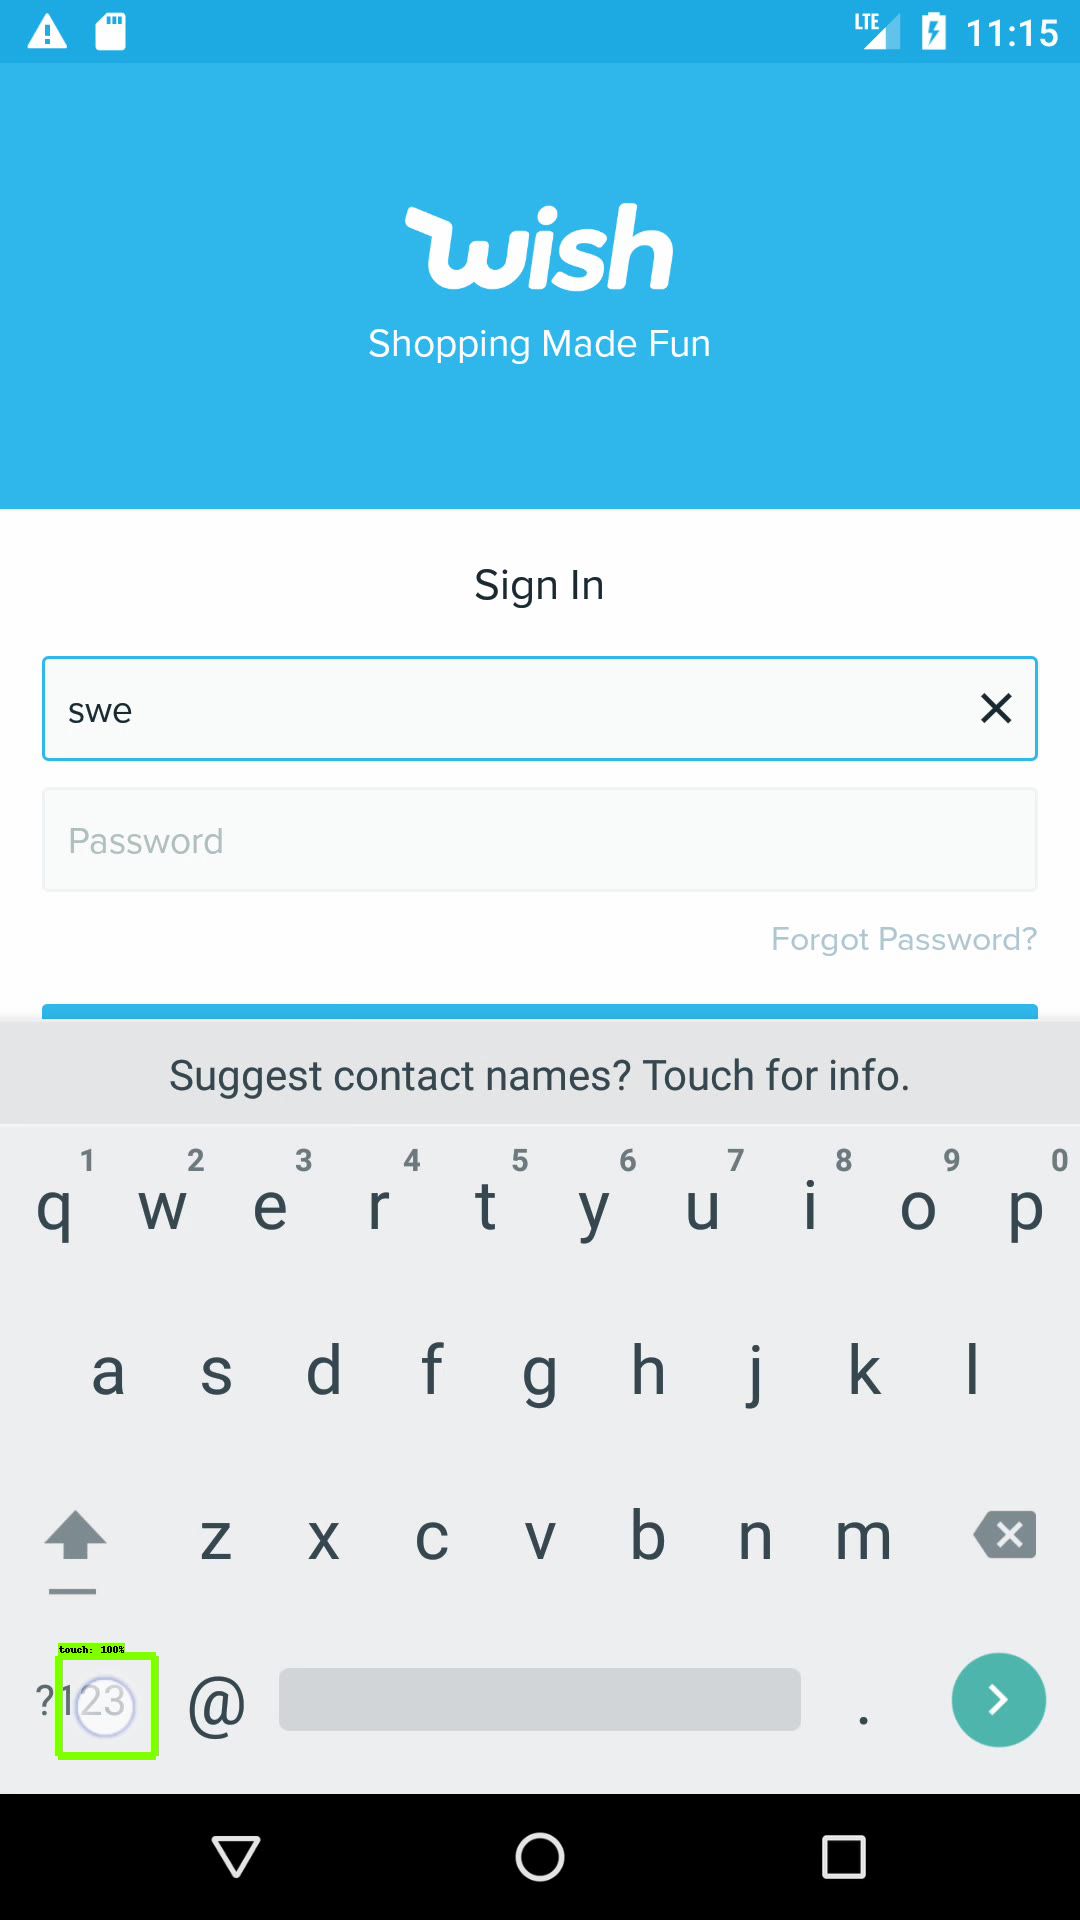 LTE 11:15
wish
Shopping Made Fun
Sign In
swe
Password
Forgot Password?
Suggest contact names? Touch for info.
1 2 3 4 5 6 7 8 9 0
q w e r t y u i o p
a s d f g h j k l
z x c v b n m
touch: 100%
?123 @ .